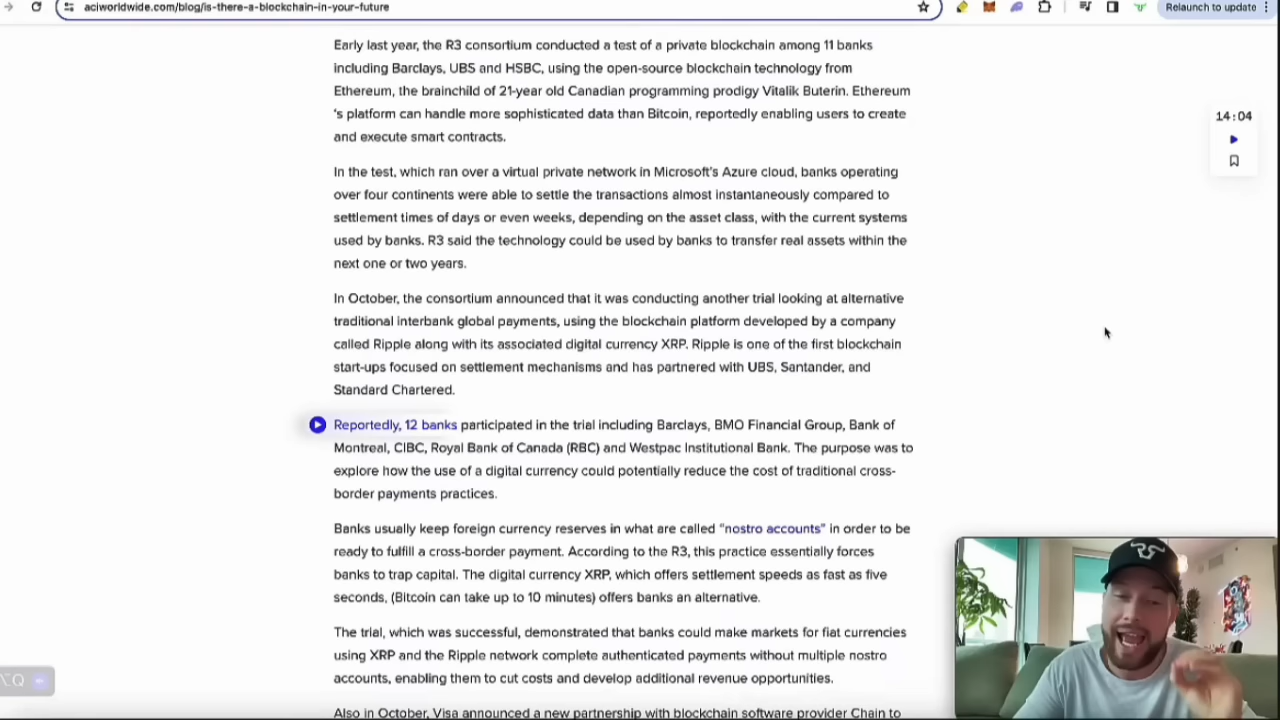 aciworldwide.com/blog/is-there-a-blockchain-in-your-future
Relaunch to update
Early last year, the R3 consortium conducted a test of a private blockchain among 11 banks
including Barclays, UBS and HSBC, using the open-source blockchain technology from
Ethereum, the brainchild of 21-year old Canadian programming prodigy Vitalik Buterin. Ethereum
's platform can handle more sophisticated data than Bitcoin, reportedly enabling users to create
and execute smart contracts.
14:04
In the test, which ran over a virtual private network in Microsoft's Azure cloud, banks operating
over four continents were able to settle the transactions almost instantaneously compared to
settlement times of days or even weeks, depending on the asset class, with the current systems
used by banks. R3 said the technology could be used by banks to transfer real assets within the
next one or two years.
In October, the consortium announced that it was conducting another trial looking at alternative
traditional interbank global payments, using the blockchain platform developed by a company
called Ripple along with its associated digital currency XRP. Ripple is one of the first blockchain
start-ups focused on settlement mechanisms and has partnered with UBS, Santander, and
Standard Chartered.
Reportedly, 12 banks participated in the trial including Barclays, BMO Financial Group, Bank of
Montreal, CIBC, Royal Bank of Canada (RBC) and Westpac Institutional Bank. The purpose was to
explore how the use of a digital currency could potentially reduce the cost of traditional cross-
border payments practices.
Banks usually keep foreign currency reserves in what are called "nostro accounts" in order to be
ready to fulfill a cross-border payment. According to the R3, this practice essentially forces
banks to trap capital. The digital currency XRP, which offers settlement speeds as fast as five
seconds, (Bitcoin can take up to 10 minutes) offers banks an alternative.
The trial, which was successful, demonstrated that banks could make markets for fiat currencies
using XRP and the Ripple network complete authenticated payments without multiple nostro
accounts, enabling them to cut costs and develop additional revenue opportunities.
⌥Q
Also in October, Visa announced a new partnership with blockchain software provider Chain to